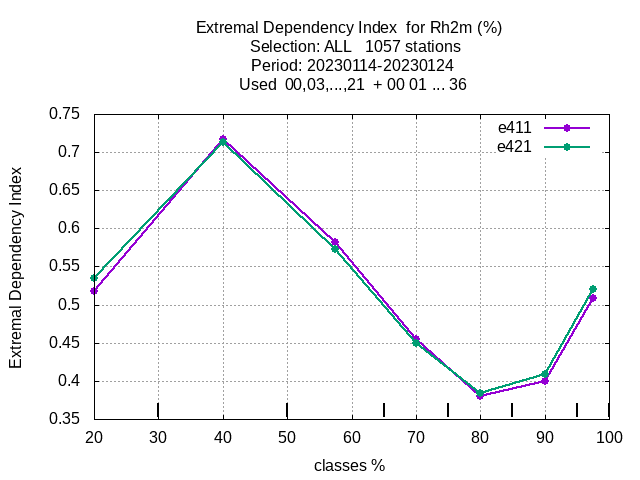 Extremal Dependency Index  for Rh2m (%)
Selection: ALL   1057 stations
Period: 20230114-20230124
Used  00,03,...,21  + 00 01 ... 36
e411
e421
Extremal Dependency Index
0.75
0.7
0.65
0.6
0.55
0.5
0.45
0.4
0.35
20 30 40 50 60 70 80 90 100
classes %